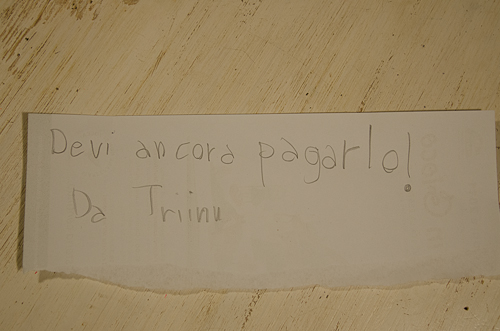 Devi ancora pagarlo!
Da Triinu